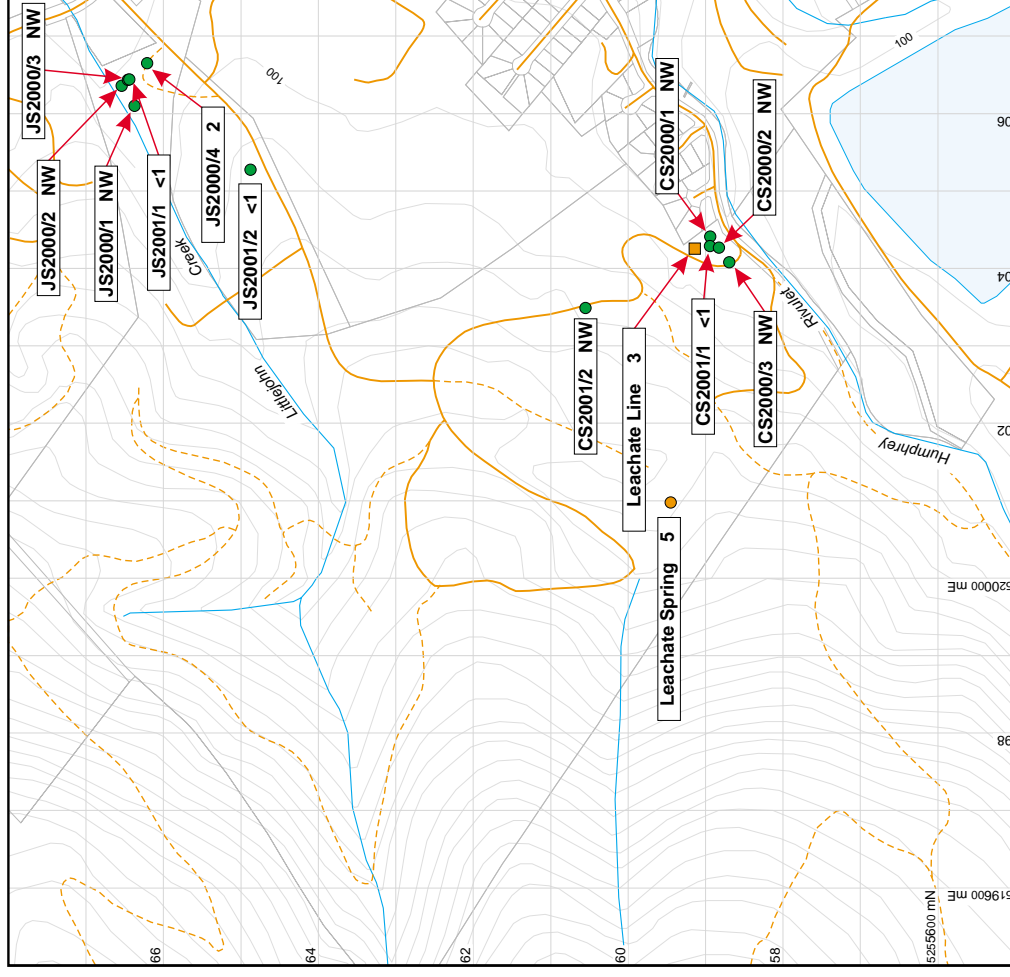 JS2000/3 NW
JS2000/2 NW
JS2000/1 NW
JS2001/1 <1
JS2000/4 2
JS2001/2 <1
100
Creek
Littlejohn
CS2000/1 NW
CS2000/2 NW
CS2001/2 NW
Leachate Line 3
CS2001/1 <1
CS2000/3 NW
Leachate Spring 5
Rivulet
Humphrey
100
06
04
02
520000 mE
98
519600 mE
66
64
62
60
58
5255600 mN